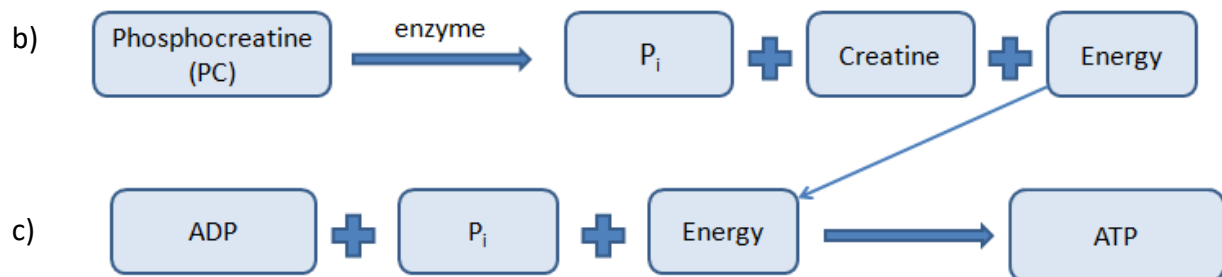 b)
Phosphocreatine
(PC)
enzyme
Pi
Creatine
Energy
c)
ADP
Pi
Energy
ATP